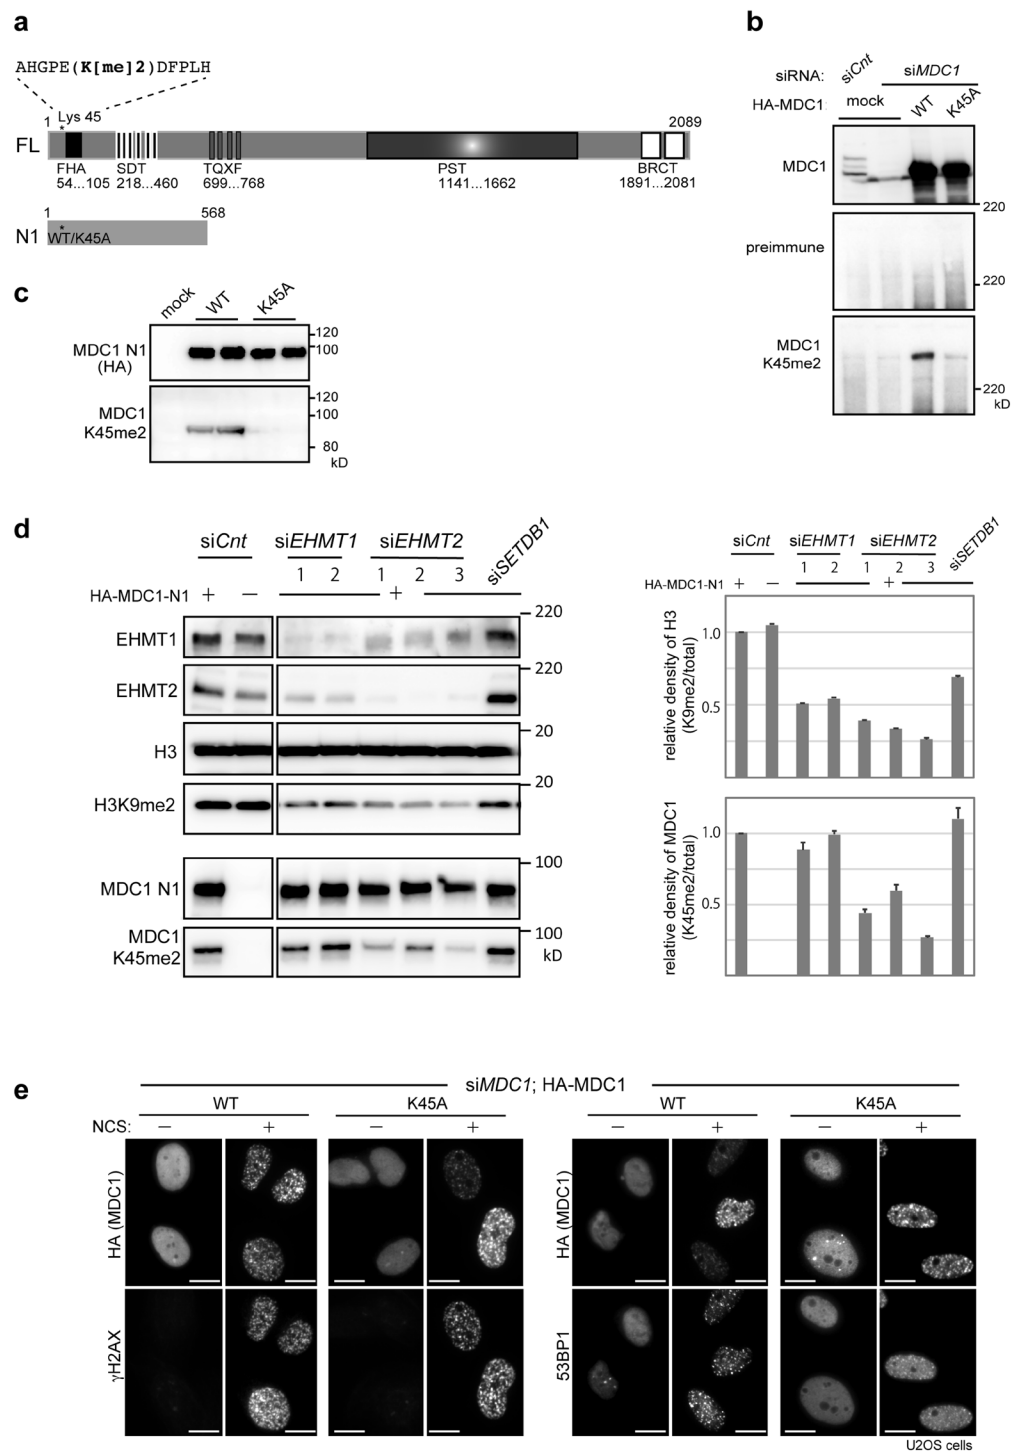 a
AHGPE(K[me]2)DFPLH
1 Lys 45
*
2089
FL
FHA SDT TQXF PST BRCT
54...105 218...460 699...768 1141...1662 1891...2081
1 568
*
N1 WT/K45A
b
siRNA: siCnt siMDC1
HA-MDC1: mock WT K45A
MDC1
220
preimmune
220
MDC1
K45me2
220
kD
c
mock WT K45A
120
MDC1 N1 100
(HA)
120
MDC1 100
K45me2
80
kD
d
siCnt siEHMT1 siEHMT2 siSETDB1
1 2 1 2 3
HA-MDC1-N1 + − +
220
EHMT1
220
EHMT2
20
H3
20
H3K9me2
100
MDC1 N1
100
MDC1
K45me2 kD
siCnt siEHMT1 siEHMT2 siSETDB1
1 2 1 2 3
HA-MDC1-N1 + − +
relative density of H3
(K9me2/total)
1.0
0.5
relative density of MDC1
(K45me2/total)
1.0
0.5
e
siMDC1; HA-MDC1
WT K45A WT K45A
NCS: − + − + − + − +
HA (MDC1)
γH2AX
HA (MDC1)
53BP1
U2OS cells